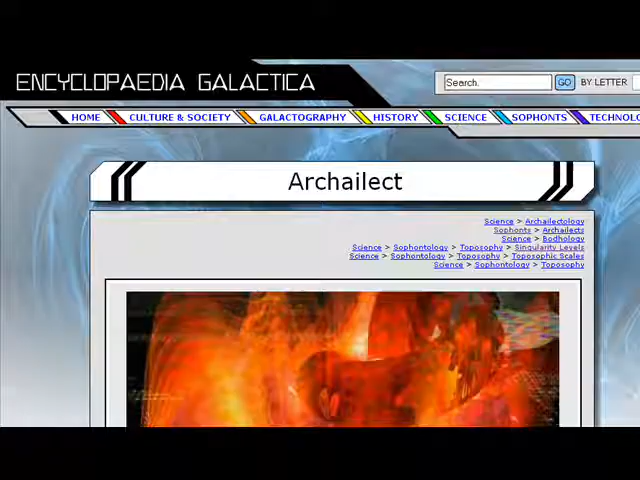 ENCYCLOPAEDIA GALACTICA
Search. GO BY LETTER
HOME CULTURE & SOCIETY GALACTOGRAPHY HISTORY SCIENCE SOPHONTS TECHNOLO
Archailect
Science > Archailectology
Sophonts > Archailects
Science > Bodhology
Science > Sophontology > Toposophy > Singularity Levels
Science > Sophontology > Toposophy > Toposophic Scales
Science > Sophontology > Toposophy